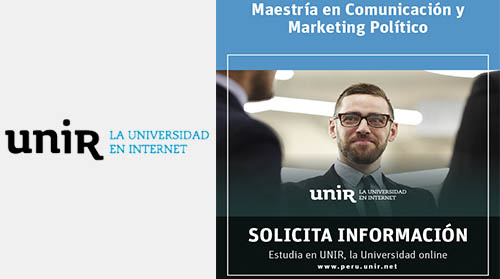 uniR
LA UNIVERSIDAD
EN INTERNET
Maestría en Comunicación y
Marketing Político
unir
LA UNIVERSIDAD
EN INTERNET
SOLICITA INFORMACIÓN
Estudia en UNIR, la Universidad online
www.peru.unir.net